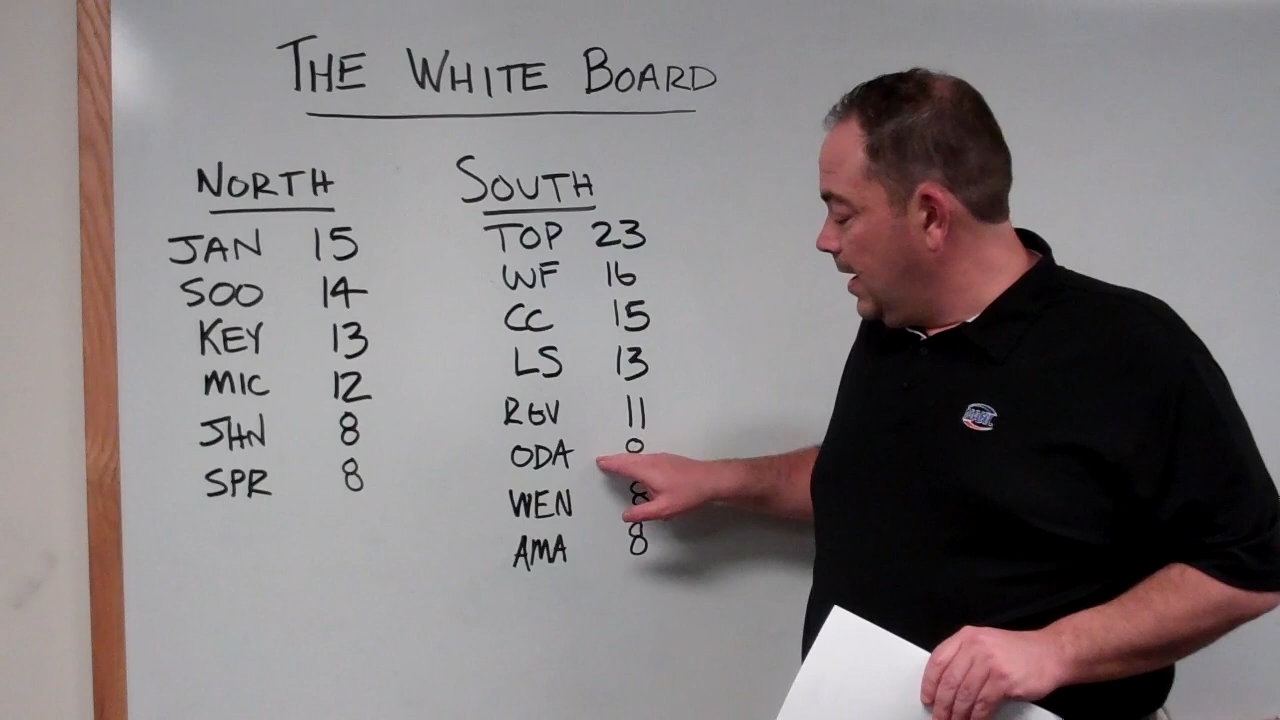 THE WHITE BOARD
NORTH
JAN 15
SOO 14
KEY 13
MIC 12
JHN 8
SPR 8
SOUTH
TOP 23
WF 16
CC 15
LS 13
RGV 11
ODA
WEN 8
AMA 8